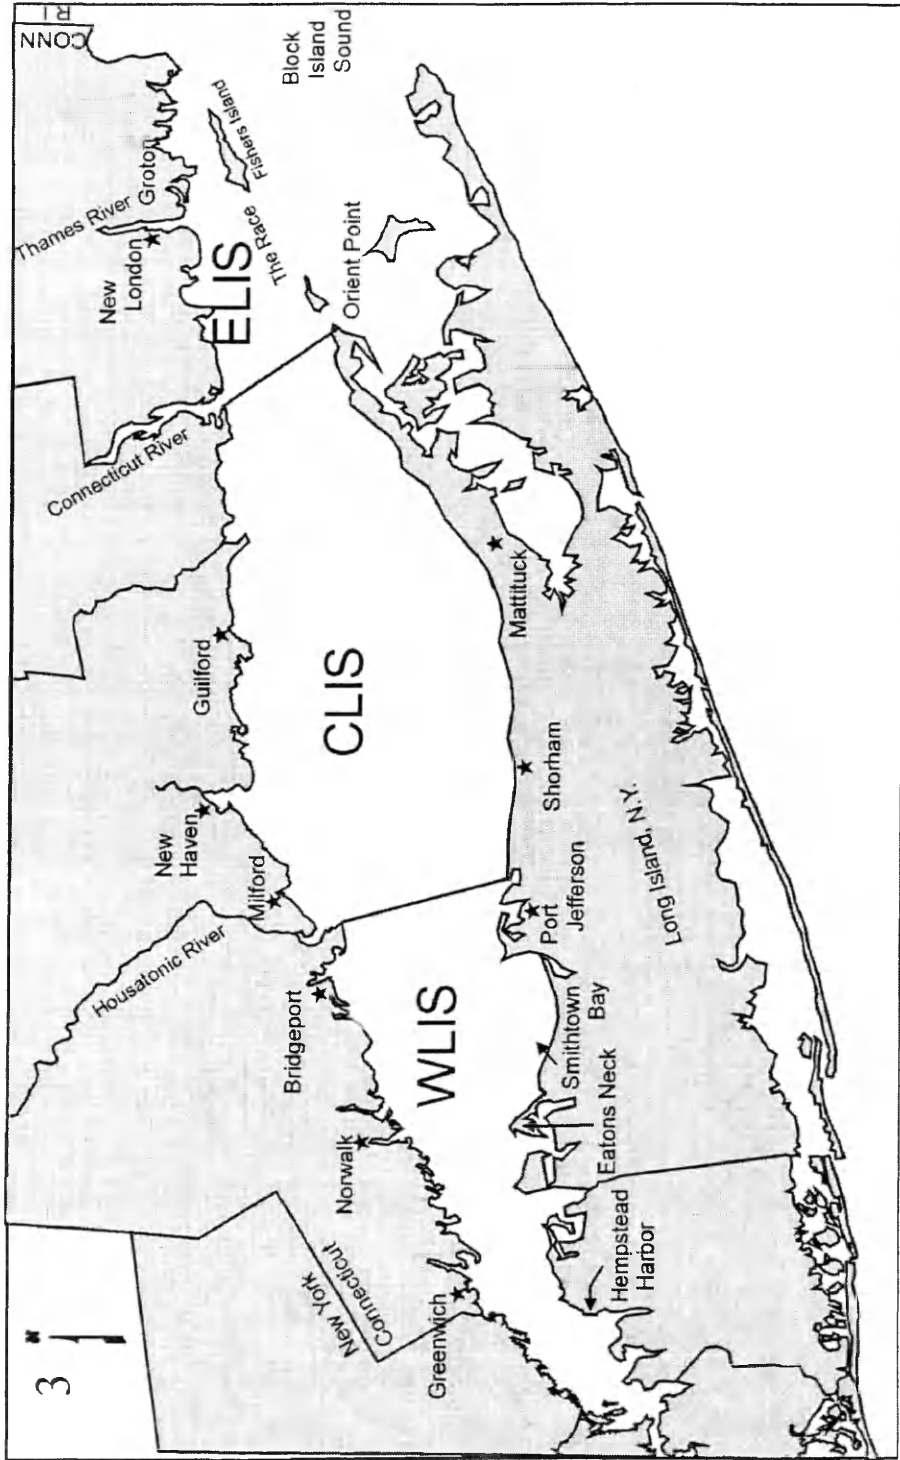 3
N
CONN
RI
Thames River
New
London
Groton
Connecticut River
Guilford
New
Haven
Milford
Housatonic River
Bridgeport
Norwalk
New York
Connecticut
Greenwich
ELIS
The Race
Fishers Island
Block
Island
Sound
Orient Point
CLIS
WLIS
Mattituck
Shorham
Port
Jefferson
Smithtown
Bay
Eatons Neck
Hempstead
Harbor
Long Island, N.Y.